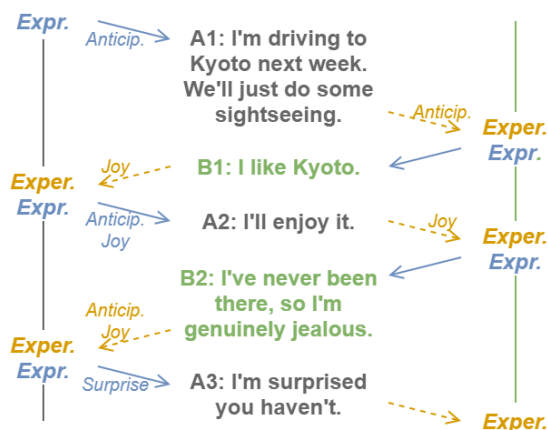 Expr.
Anticip.
A1: I'm driving to
Kyoto next week.
We'll just do some
sightseeing.
Anticip.
Exper.
Expr.
Joy
B1: I like Kyoto.
Exper.
Expr.
Anticip.
Joy
A2: I'll enjoy it.
Joy
Exper.
Expr.
B2: I've never been
there, so I'm
genuinely jealous.
Anticip.
Joy
Exper.
Expr.
Surprise
A3: I'm surprised
you haven't.
Exper.